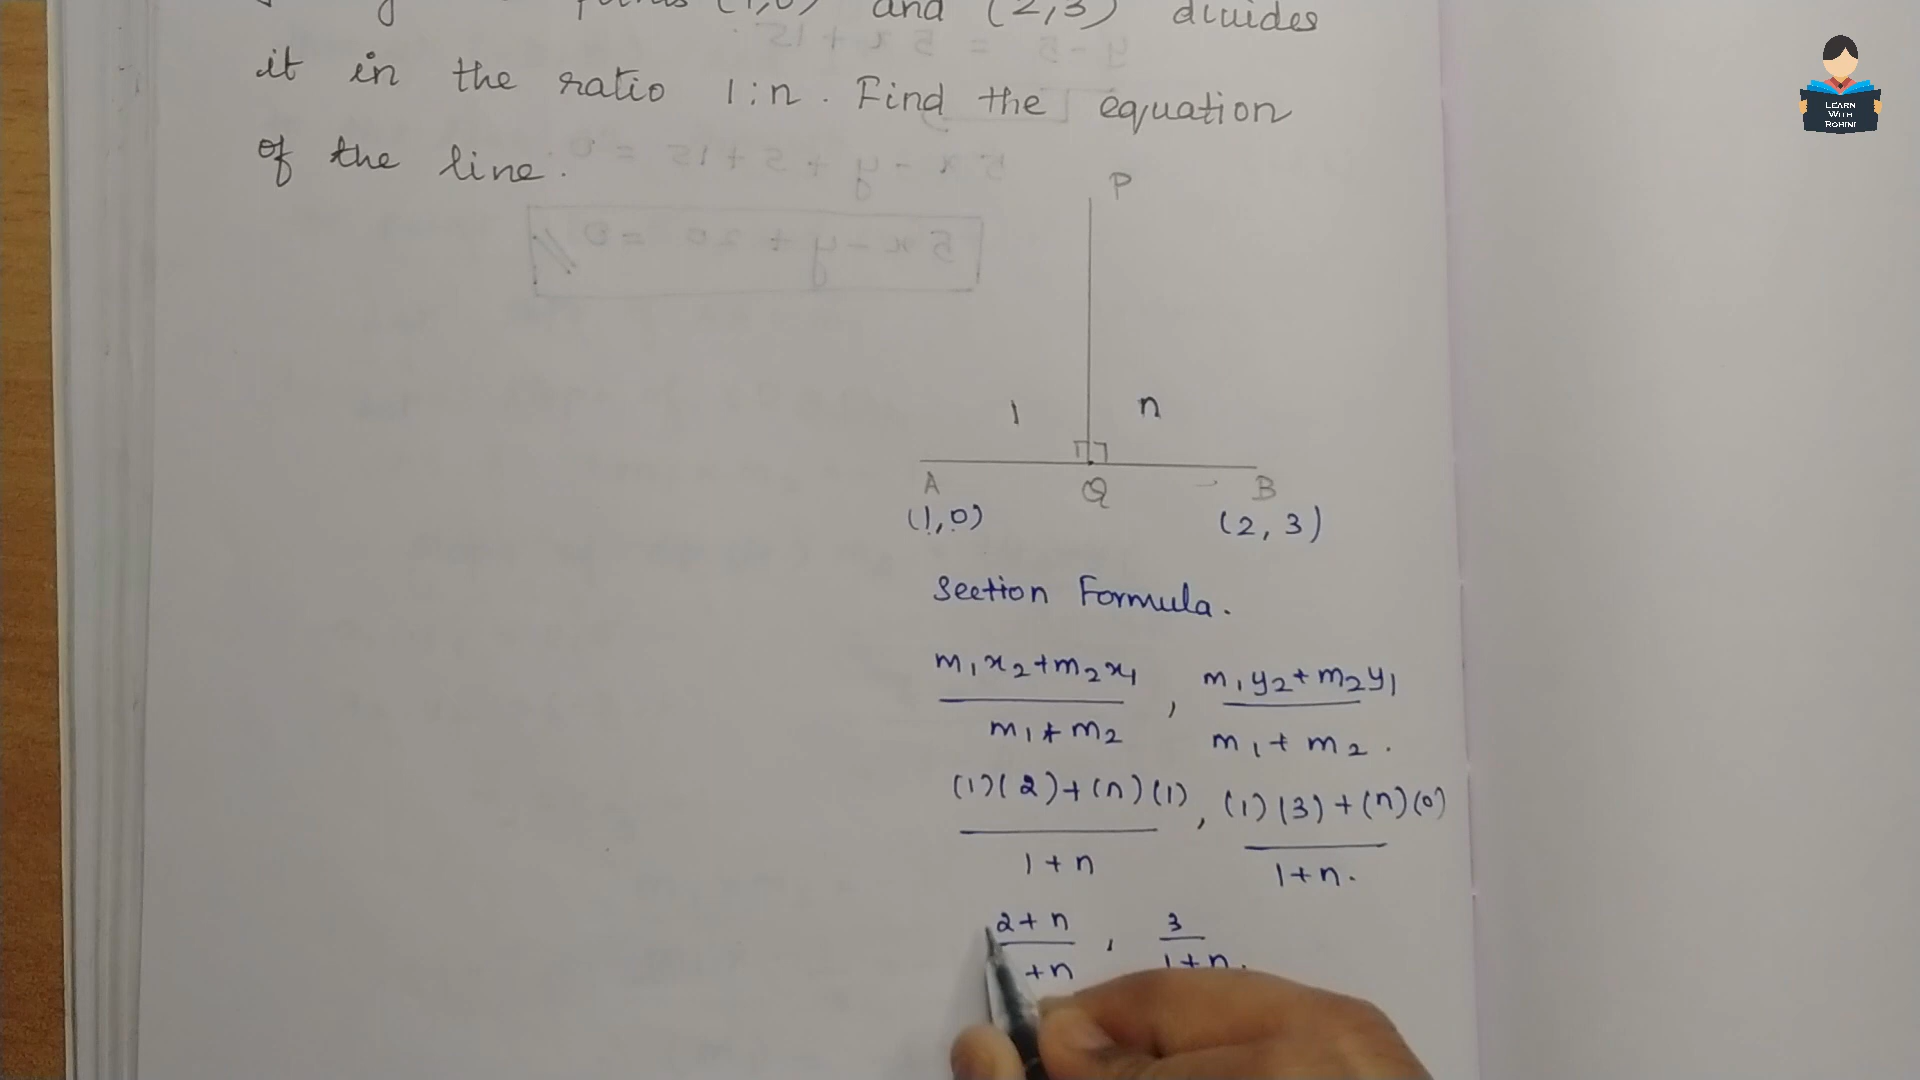 (1,0) and (2,3) divides
it in the ratio 1:n. Find the equation
of the line.
LEARN
WITH
ROHINI
P
1 n
A Q B
(1,0) (2,3)
Section Formula.
m₁x₂+m₂x₁ , m₁y₂+m₂y₁
m₁+m₂ m₁+m₂.
(1)(2)+(n)(1) , (1)(3)+(n)(0)
1+n 1+n.
2+n , 3
+n 1+n.